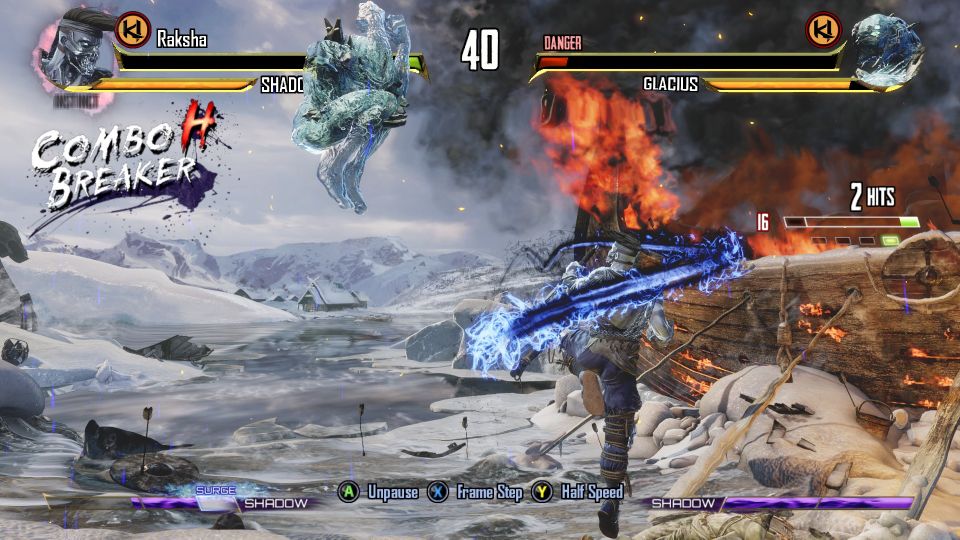 Raksha
40
DANGER
SHADO
GLACIUS
COMBO
BREAKER
2 HITS
16
SURGE
SHADOW
A Unpause X Frame Step Y Half Speed
SHADOW